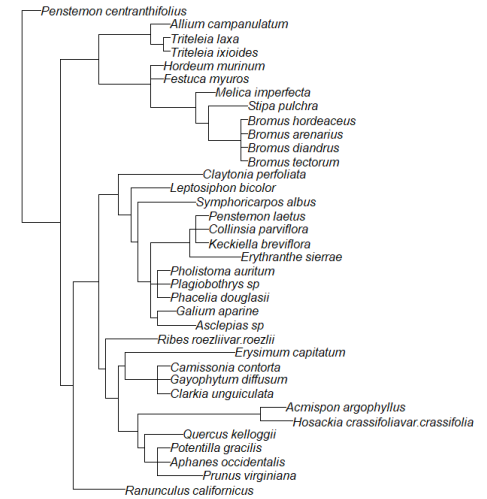 Penstemon centranthifolius
Allium campanulatum
Triteleia laxa
Triteleia ixioides
Hordeum murinum
Festuca myuros
Melica imperfecta
Stipa pulchra
Bromus hordeaceus
Bromus arenarius
Bromus diandrus
Bromus tectorum
Claytonia perfoliata
Leptosiphon bicolor
Symphoricarpos albus
Penstemon laetus
Collinsia parviflora
Keckiella breviflora
Erythranthe sierrae
Pholistoma auritum
Plagiobothrys sp
Phacelia douglasii
Galium aparine
Asclepias sp
Ribes roezliivar.roezlii
Erysimum capitatum
Camissonia contorta
Gayophytum diffusum
Clarkia unguiculata
Acmispon argophyllus
Hosackia crassifoliavar.crassifolia
Quercus kelloggii
Potentilla gracilis
Aphanes occidentalis
Prunus virginiana
Ranunculus californicus